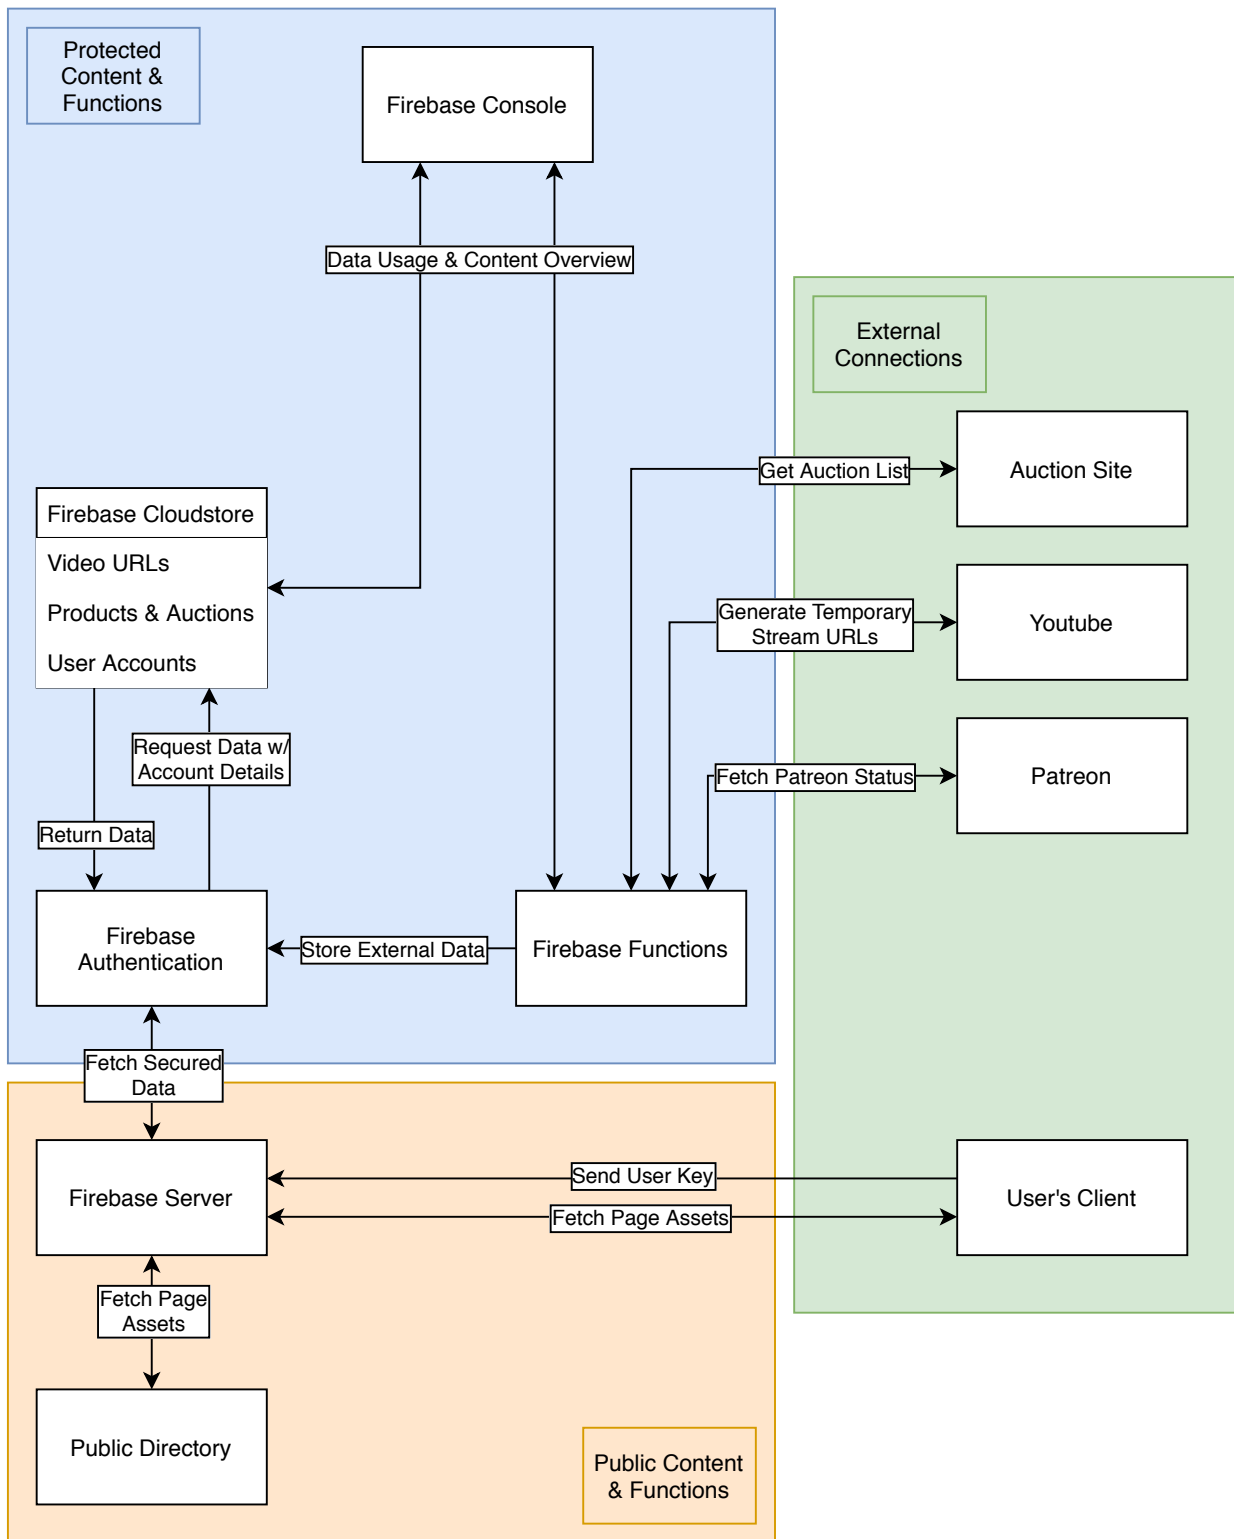 Protected
Content &
Functions
Firebase Console
Data Usage & Content Overview
External
Connections
Get Auction List
Auction Site
Firebase Cloudstore
Video URLs
Products & Auctions
User Accounts
Generate Temporary
Stream URLs
Youtube
Request Data w/
Account Details
Fetch Patreon Status
Patreon
Return Data
Firebase
Authentication
Store External Data
Firebase Functions
Fetch Secured
Data
Firebase Server
Send User Key
Fetch Page Assets
User's Client
Fetch Page
Assets
Public Directory
Public Content
& Functions